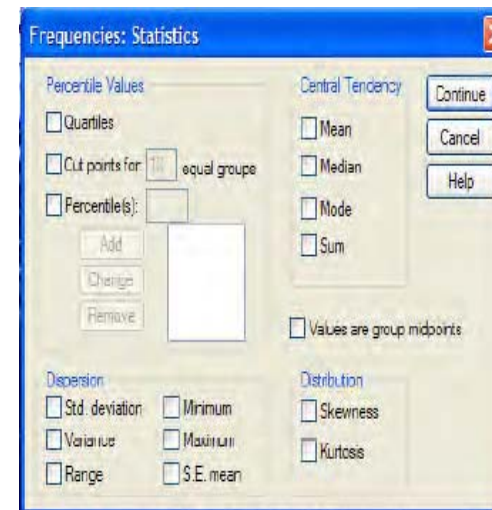 Frequencies: Statistics
Percentile Values
Quartiles
Cut points for: 10 equal groups
Percentile(s):
Add
Change
Remove
Central Tendency
Mean
Median
Mode
Sum
Continue
Cancel
Help
Values are group midpoints
Dispersion
Std. deviation Minimum
Variance Maximum
Range S.E. mean
Distribution
Skewness
Kurtosis